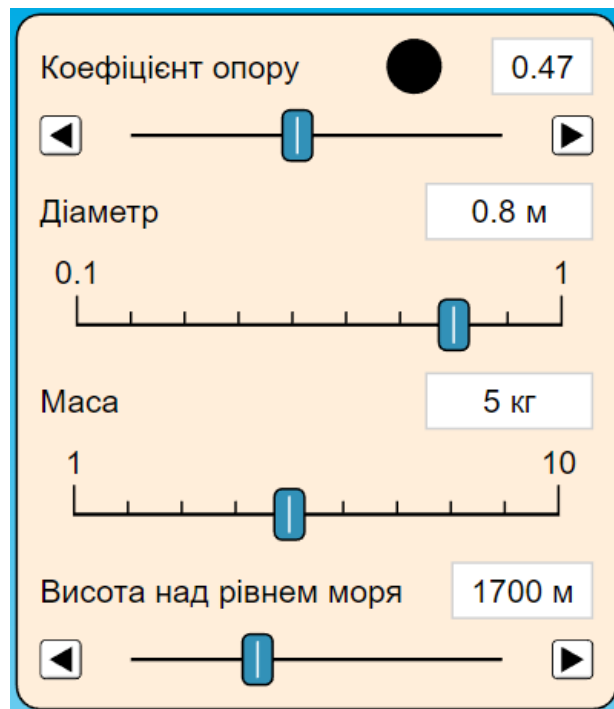 Коефіцієнт опору 0.47
Діаметр 0.8 м
0.1 1
Маса 5 кг
1 10
Висота над рівнем моря 1700 м